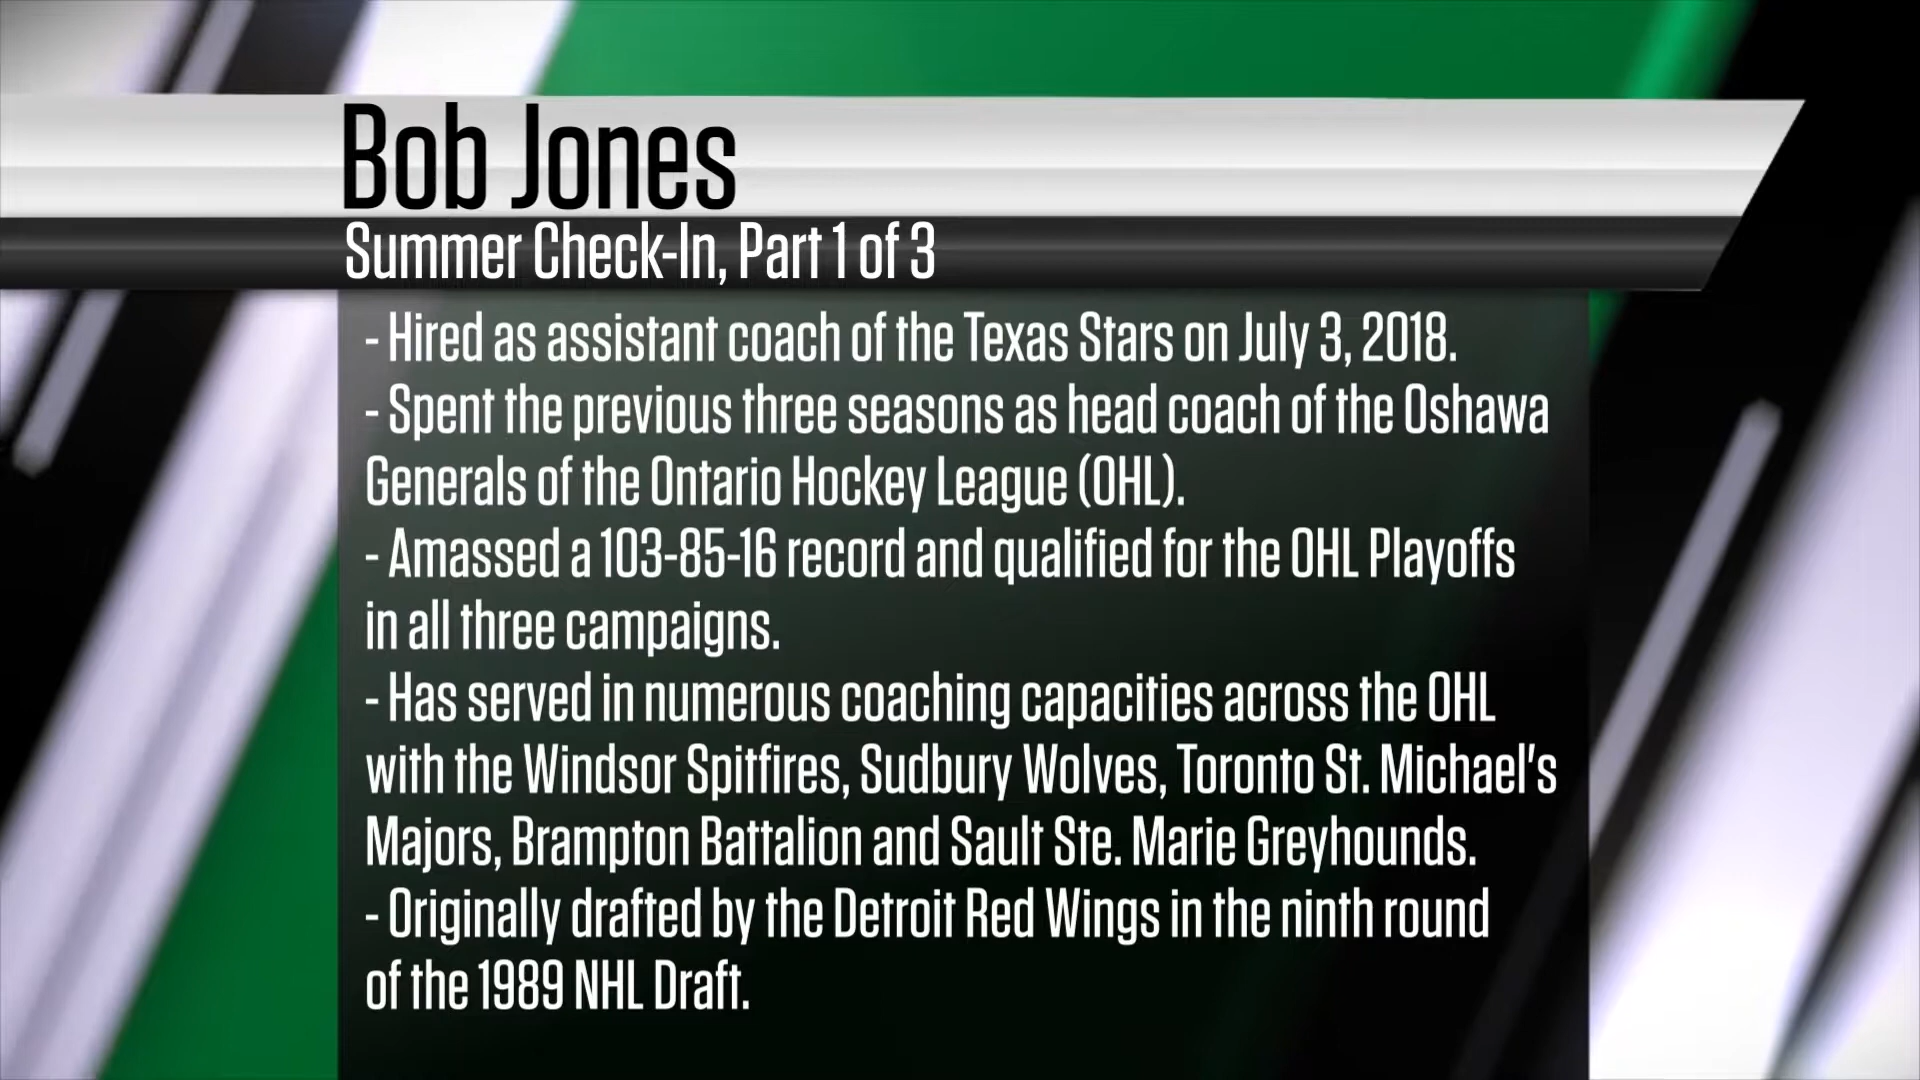 Bob Jones
Summer Check-In, Part 1 of 3
- Hired as assistant coach of the Texas Stars on July 3, 2018.
- Spent the previous three seasons as head coach of the Oshawa
Generals of the Ontario Hockey League (OHL).
- Amassed a 103-85-16 record and qualified for the OHL Playoffs
in all three campaigns.
- Has served in numerous coaching capacities across the OHL
with the Windsor Spitfires, Sudbury Wolves, Toronto St. Michael's
Majors, Brampton Battalion and Sault Ste. Marie Greyhounds.
- Originally drafted by the Detroit Red Wings in the ninth round
of the 1989 NHL Draft.